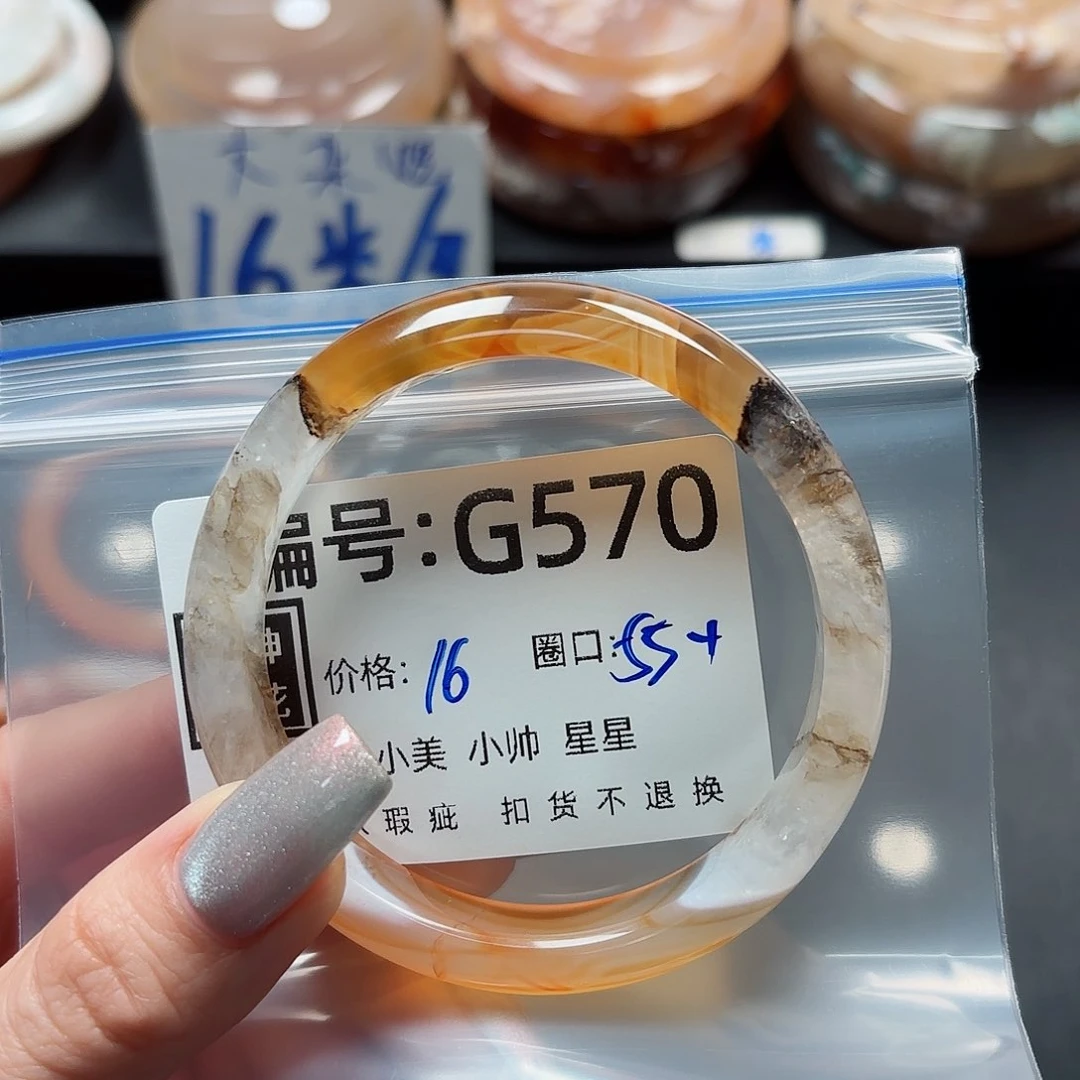 16米/
编号:G570
价格: 16 圈口: 55+
小美 小帅 星星
瑕疵 扣货不退换